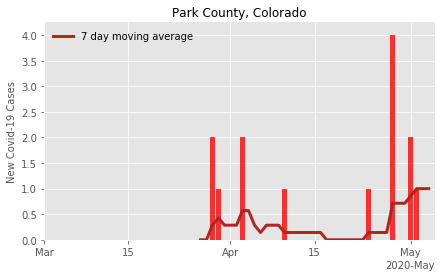 Park County, Colorado
7 day moving average
New Covid-19 Cases
4.0
3.5
3.0
2.5
2.0
1.5
1.0
0.5
0.0
Mar 15 Apr 15 May
2020-May